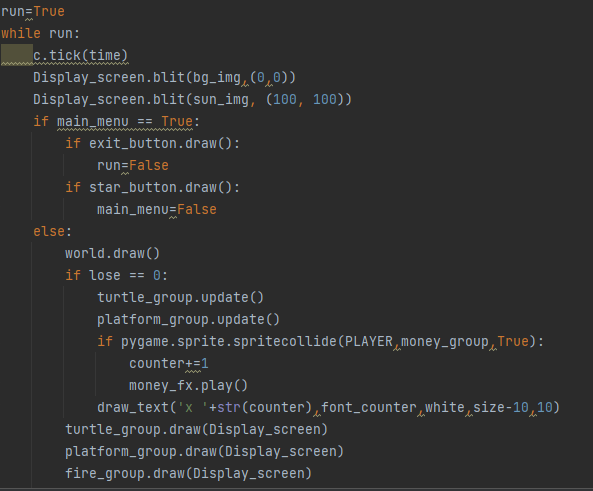 run=True
while run:
    c.tick(time)
    Display_screen.blit(bg_img,(0,0))
    Display_screen.blit(sun_img, (100, 100))
    if main_menu == True:
        if exit_button.draw():
            run=False
        if star_button.draw():
            main_menu=False
    else:
        world.draw()
        if lose == 0:
            turtle_group.update()
            platform_group.update()
            if pygame.sprite.spritecollide(PLAYER,money_group,True):
                counter+=1
                money_fx.play()
            draw_text('x '+str(counter),font_counter,white,size-10,10)
        turtle_group.draw(Display_screen)
        platform_group.draw(Display_screen)
        fire_group.draw(Display_screen)